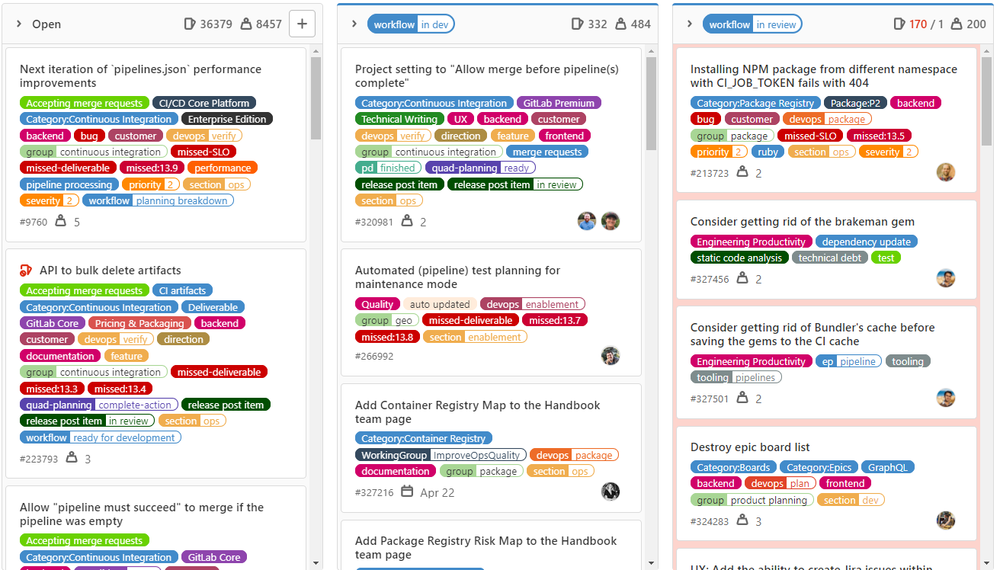 Open 36379 8457
Next iteration of `pipelines.json` performance
improvements
Accepting merge requests CI/CD Core Platform
Category:Continuous Integration Enterprise Edition
backend bug customer devops verify
group continuous integration missed-SLO
missed-deliverable missed:13.9 performance
pipeline processing priority 2 section ops
severity 2 workflow planning breakdown
#9760 5
API to bulk delete artifacts
Accepting merge requests CI artifacts
Category:Continuous Integration Deliverable
GitLab Core Pricing & Packaging backend
customer devops verify direction
documentation feature
group continuous integration missed-deliverable
missed:13.3 missed:13.4
quad-planning complete-action release post item
release post item in review section ops
workflow ready for development
#223793 3
Allow "pipeline must succeed" to merge if the
pipeline was empty
Accepting merge requests
Category:Continuous Integration GitLab Core
workflow in dev 332 484
Project setting to "Allow merge before pipeline(s)
complete"
Category:Continuous Integration GitLab Premium
Technical Writing UX backend customer
devops verify direction feature frontend
group continuous integration merge requests
pd finished quad-planning ready
release post item release post item in review
section ops
#320981 2
Automated (pipeline) test planning for
maintenance mode
Quality auto updated devops enablement
group geo missed-deliverable missed:13.7
missed:13.8 section enablement
#266992
Add Container Registry Map to the Handbook
team page
Category:Container Registry
WorkingGroup ImproveOpsQuality devops package
documentation group package section ops
#327216 Apr 22
Add Package Registry Risk Map to the Handbook
team page
workflow in review 170 / 1 200
Installing NPM package from different namespace
with CI_JOB_TOKEN fails with 404
Category:Package Registry Package:P2 backend
bug customer devops package
group package missed-SLO missed:13.5
priority 2 ruby section ops severity 2
#213723 2
Consider getting rid of the brakeman gem
Engineering Productivity dependency update
static code analysis technical debt test
#327456 2
Consider getting rid of Bundler's cache before
saving the gems to the CI cache
Engineering Productivity ep pipeline tooling
tooling pipelines
#327501 2
Destroy epic board list
Category:Boards Category:Epics GraphQL
backend devops plan frontend
group product planning section dev
#324283 3
UX: Add the ability to create Jira issues within